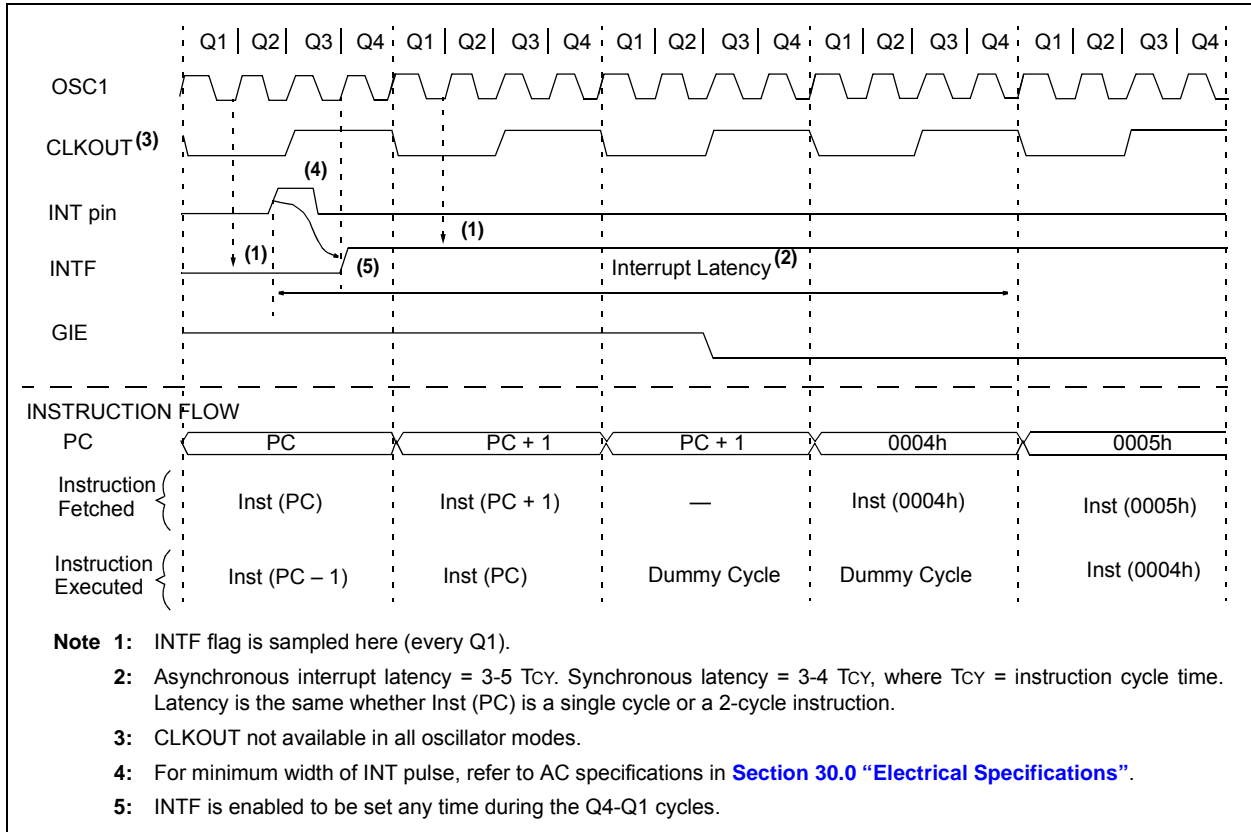 Q1 Q2 Q3 Q4 Q1 Q2 Q3 Q4 Q1 Q2 Q3 Q4 Q1 Q2 Q3 Q4 Q1 Q2 Q3 Q4
OSC1
CLKOUT (3)
(4)
INT pin
(1)
(1)
INTF
(5)
Interrupt Latency (2)
GIE
INSTRUCTION FLOW
PC PC PC + 1 PC + 1 0004h 0005h
Instruction
Fetched
Inst (PC) Inst (PC + 1) — Inst (0004h) Inst (0005h)
Instruction
Executed
Inst (PC – 1) Inst (PC) Dummy Cycle Dummy Cycle Inst (0004h)
Note 1: INTF flag is sampled here (every Q1).
2: Asynchronous interrupt latency = 3-5 TCY. Synchronous latency = 3-4 TCY, where TCY = instruction cycle time.
Latency is the same whether Inst (PC) is a single cycle or a 2-cycle instruction.
3: CLKOUT not available in all oscillator modes.
4: For minimum width of INT pulse, refer to AC specifications in Section 30.0 “Electrical Specifications”.
5: INTF is enabled to be set any time during the Q4-Q1 cycles.